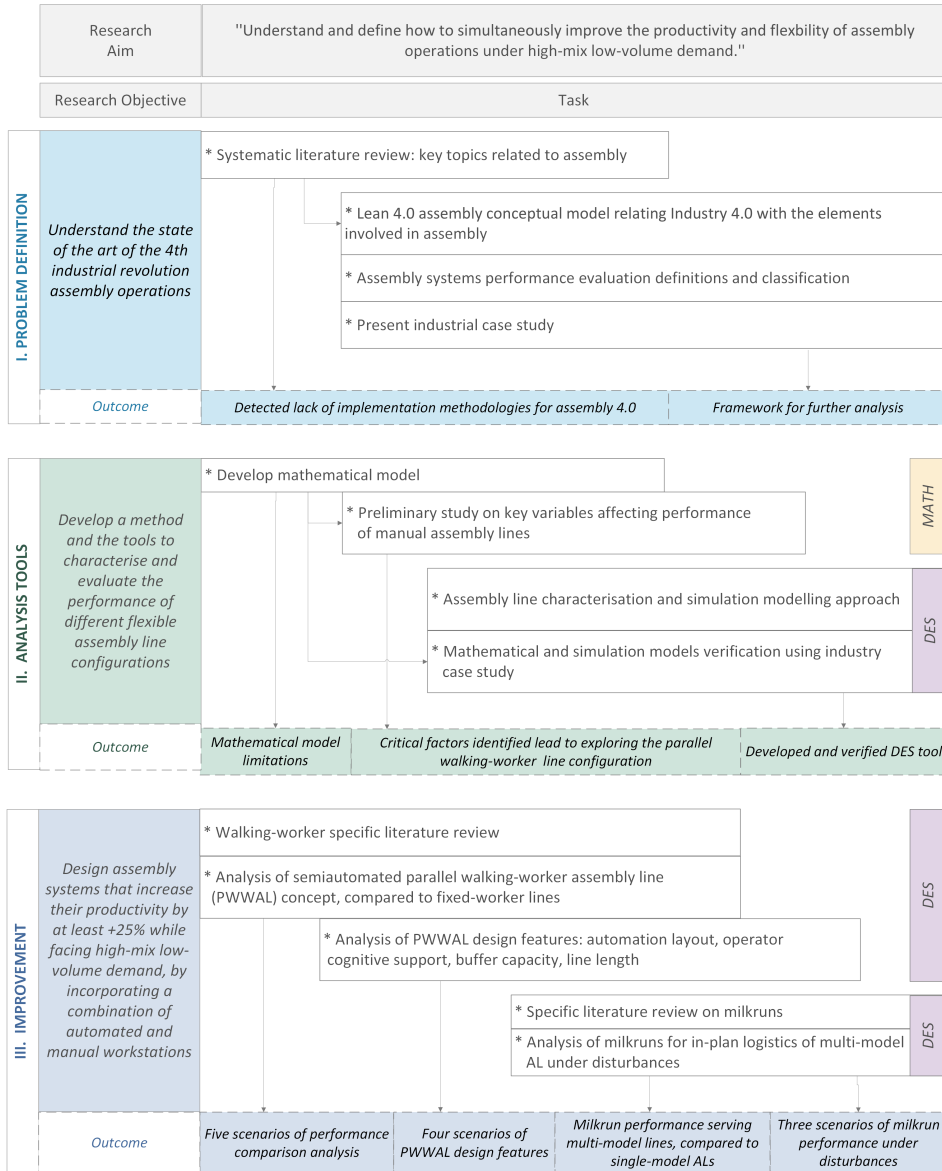 Research
Aim
"Understand and define how to simultaneously improve the productivity and flexbility of assembly
operations under high-mix low-volume demand."
Research Objective
Task
I. PROBLEM DEFINITION
Understand the state
of the art of the 4th
industrial revolution
assembly operations
* Systematic literature review: key topics related to assembly
* Lean 4.0 assembly conceptual model relating Industry 4.0 with the elements
involved in assembly
* Assembly systems performance evaluation definitions and classification
* Present industrial case study
Outcome
Detected lack of implementation methodologies for assembly 4.0
Framework for further analysis
II. ANALYSIS TOOLS
Develop a method
and the tools to
characterise and
evaluate the
performance of
different flexible
assembly line
configurations
* Develop mathematical model
* Preliminary study on key variables affecting performance
of manual assembly lines
MATH
* Assembly line characterisation and simulation modelling approach
* Mathematical and simulation models verification using industry
case study
DES
Outcome
Mathematical model
limitations
Critical factors identified lead to exploring the parallel
walking-worker line configuration
Developed and verified DES tool
III. IMPROVEMENT
Design assembly
systems that increase
their productivity by
at least +25% while
facing high-mix low-
volume demand, by
incorporating a
combination of
automated and
manual workstations
* Walking-worker specific literature review
* Analysis of semiautomated parallel walking-worker assembly line
(PWWAL) concept, compared to fixed-worker lines
* Analysis of PWWAL design features: automation layout, operator
cognitive support, buffer capacity, line length
DES
* Specific literature review on milkruns
* Analysis of milkruns for in-plan logistics of multi-model
AL under disturbances
DES
Outcome
Five scenarios of performance
comparison analysis
Four scenarios of
PWWAL design features
Milkrun performance serving
multi-model lines, compared to
single-model ALs
Three scenarios of milkrun
performance under
disturbances